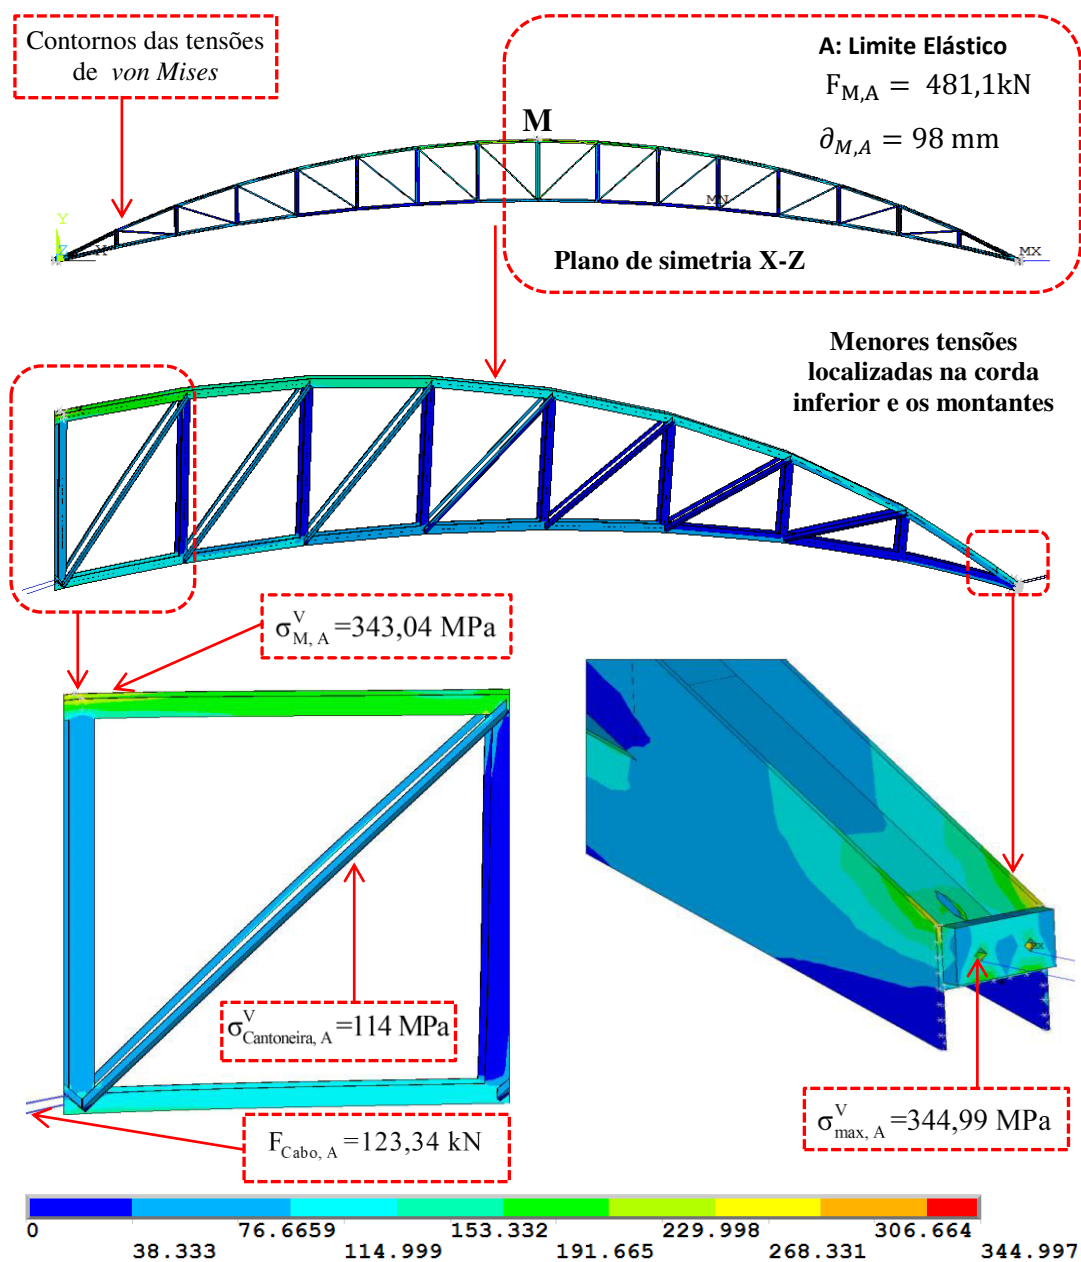 Contornos das tensões
de von Mises
A: Limite Elástico
F_M,A = 481,1kN
∂_M,A = 98 mm
M
Y
Z
X
MN
MX
Plano de simetria X-Z
Menores tensões
localizadas na corda
inferior e os montantes
σ^V_M, A =343,04 MPa
σ^V_Cantoneira, A =114 MPa
MX
F_Cabo, A =123,34 kN
σ^V_max, A =344,99 MPa
0 76.6659 153.332 229.998 306.664
38.333 114.999 191.665 268.331 344.997